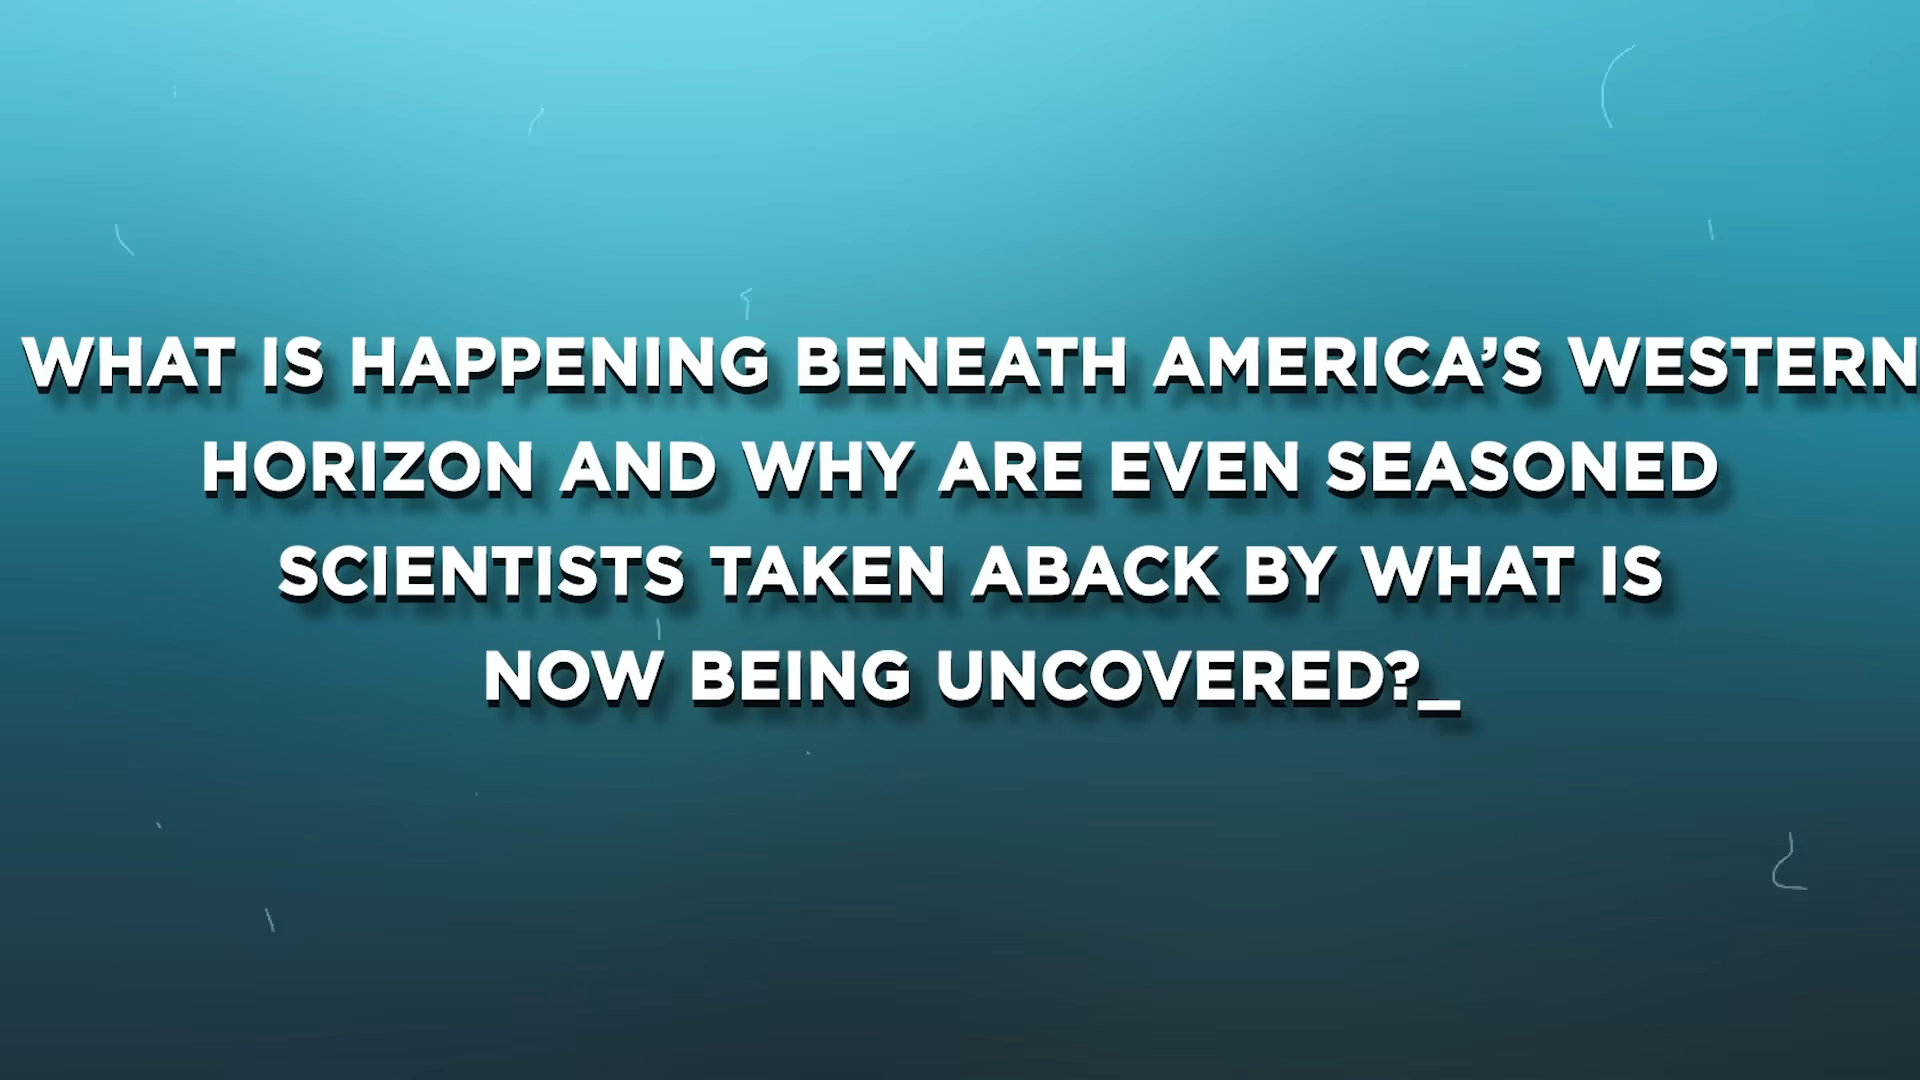 WHAT IS HAPPENING BENEATH AMERICA’S WESTERN
HORIZON AND WHY ARE EVEN SEASONED
SCIENTISTS TAKEN ABACK BY WHAT IS
NOW BEING UNCOVERED?_